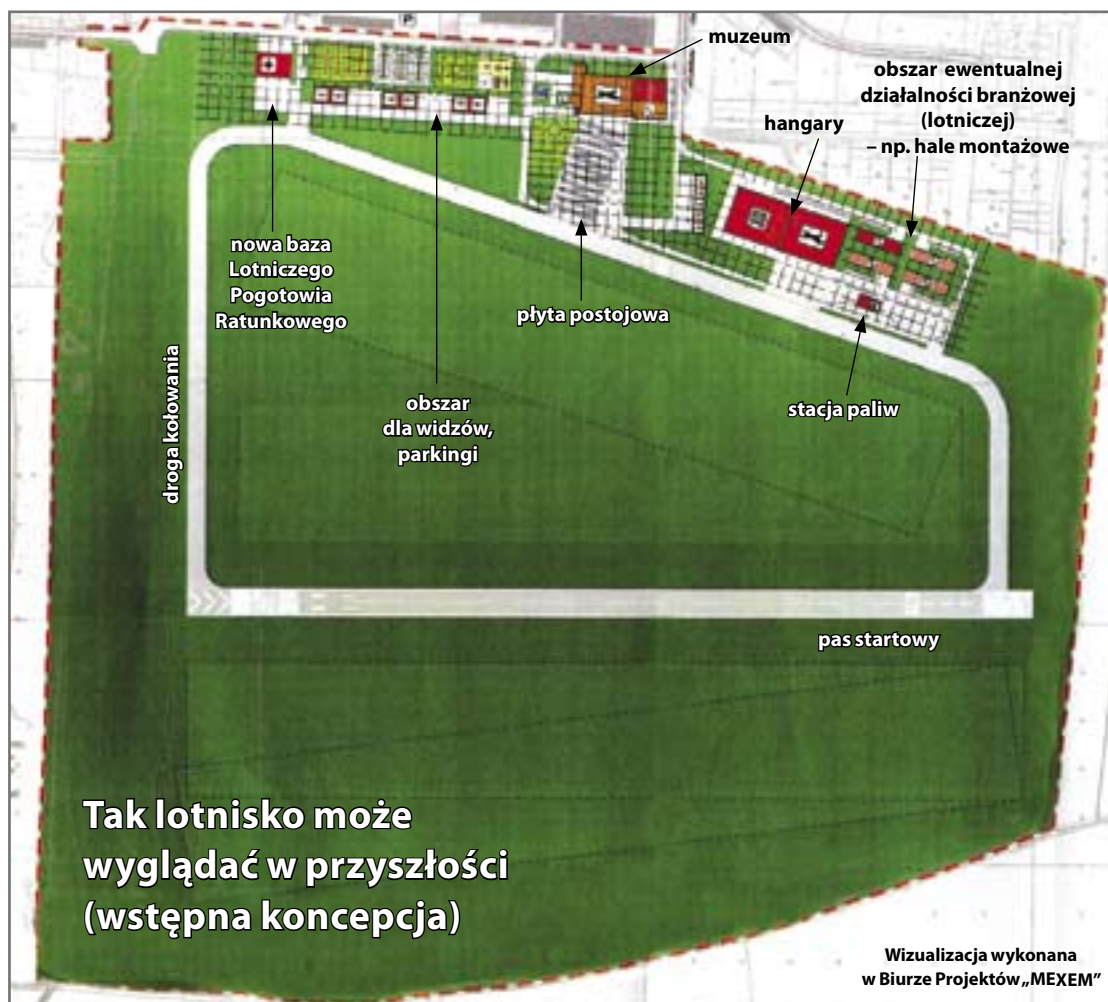 P
muzeum
obszar ewentualnej
działalności branżowej
(lotniczej)
– np. hale montażowe
hangary
nowa baza
Lotniczego
Pogotowia
Ratunkowego
płyta postojowa
droga kołowania
obszar
dla widzów,
parkingi
stacja paliw
pas startowy
Tak lotnisko może
wyglądać w przyszłości
(wstępna koncepcja)
Wizualizacja wykonana
w Biurze Projektów „MEXEM”